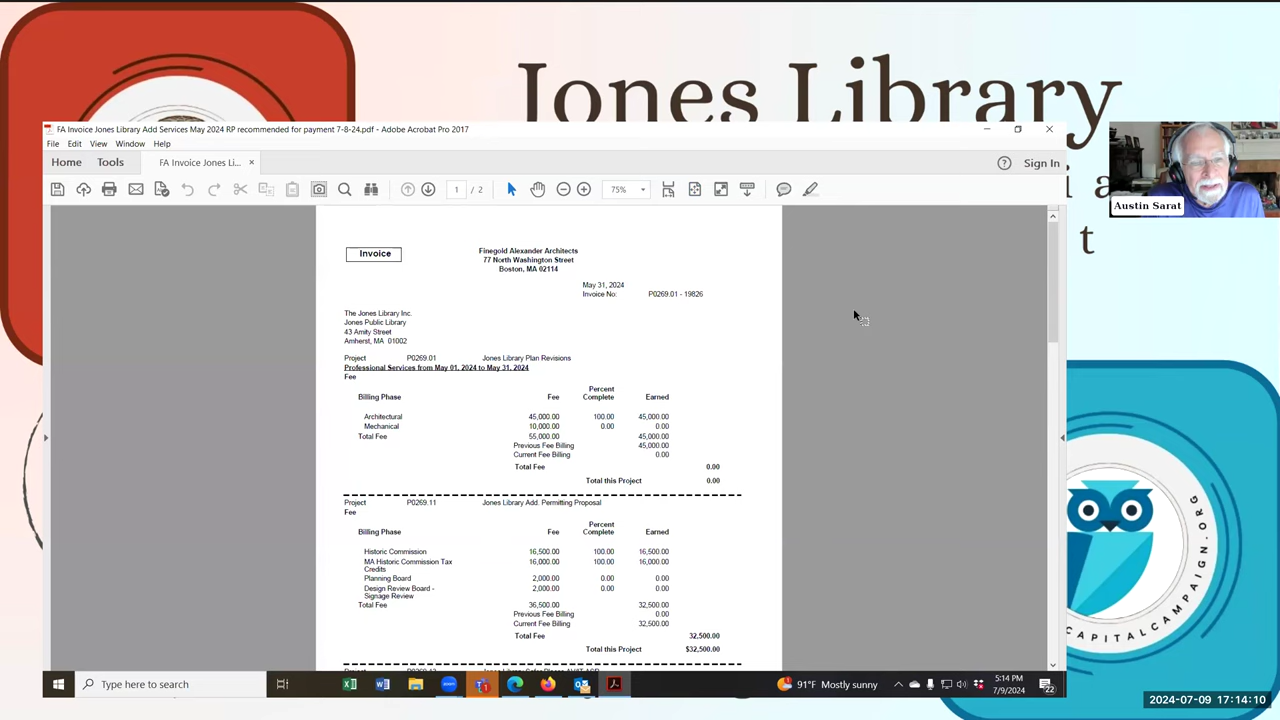 Jones Library
FA Invoice Jones Library Add Services May 2024 RP recommended for payment 7-8-24.pdf - Adobe Acrobat Pro 2017
File Edit View Window Help
Home Tools FA Invoice Jones Li... × Sign In
1 / 2 75%
Austin Sarat
t
Invoice
Finegold Alexander Architects
77 North Washington Street
Boston, MA 02114
May 31, 2024
Invoice No: P0269.01 - 19826
The Jones Library Inc.
Jones Public Library
43 Amity Street
Amherst, MA 01002
Project P0269.01 Jones Library Plan Revisions
Professional Services from May 01, 2024 to May 31, 2024
Fee
Billing Phase Fee Percent Complete Earned
Architectural 45,000.00 100.00 45,000.00
Mechanical 10,000.00 0.00 0.00
Total Fee 55,000.00 45,000.00
Previous Fee Billing 45,000.00
Current Fee Billing 0.00
Total Fee 0.00
Total this Project 0.00
Project P0269.11 Jones Library Add. Permitting Proposal
Fee
Billing Phase Fee Percent Complete Earned
Historic Commission 16,500.00 100.00 16,500.00
MA Historic Commission Tax 16,000.00 100.00 16,000.00
Credits
Planning Board 2,000.00 0.00 0.00
Design Review Board - 2,000.00 0.00 0.00
Signage Review
Total Fee 36,500.00 32,500.00
Previous Fee Billing 0.00
Current Fee Billing 32,500.00
Total Fee 32,500.00
Total this Project $32,500.00
CAPITALCAMPAIGN.ORG
Type here to search
91°F Mostly sunny
5:14 PM
7/9/2024
22
2024-07-09 17:14:10